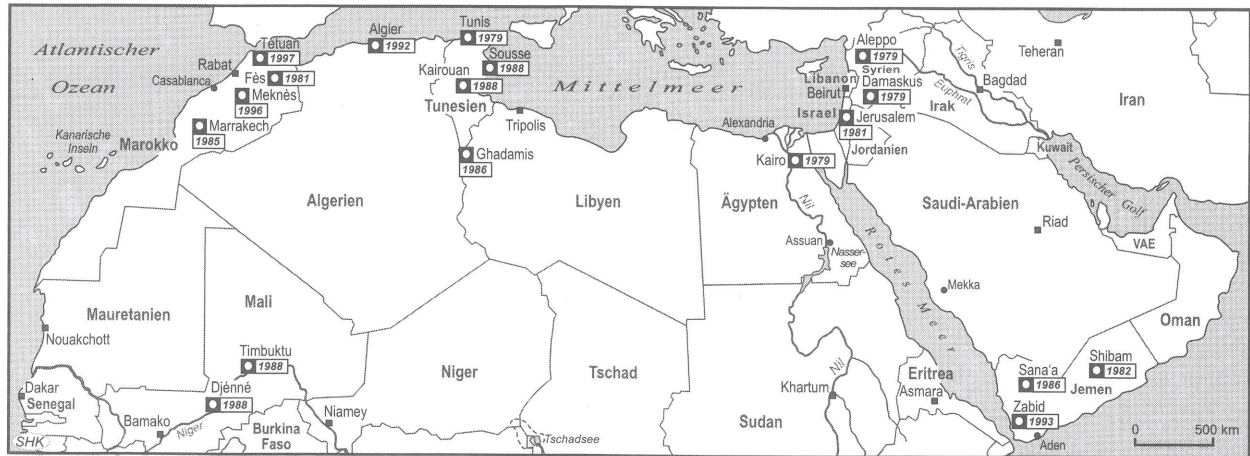 Atlantischer
Ozean
Kanarische
Inseln
Tétuan
1997
Rabat
Casablanca
Fès
1981
Meknès
1996
Marrakech
1985
Marokko
Algier
1992
Tunis
1979
Sousse
1988
Kairouan
1988
Tunesien
Tripolis
Ghadamis
1986
Mittelmeer
Alexandria
Kairo
1979
Aleppo
1979
Syrien
Libanon
Beirut
Damaskus
1979
Israel
Jerusalem
1981
Jordanien
Tigris
Euphrat
Bagdad
Irak
Teheran
Iran
Kuwait
Persischer Golf
Algerien
Libyen
Ägypten
Nil
Assuan
Nasser-
see
Saudi-Arabien
Riad
VAE
Mekka
Rotes Meer
Oman
Mauretanien
Nouakchott
Mali
Timbuktu
1988
Djénné
1988
Dakar
Senegal
Bamako
Niger
Burkina
Faso
Niamey
Niger
Tschad
Tschadsee
Sudan
Khartum
Nil
Eritrea
Asmara
Sana'a
1986
Shibam
1982
Jemen
Zabid
1993
Aden
0 500 km
SHK